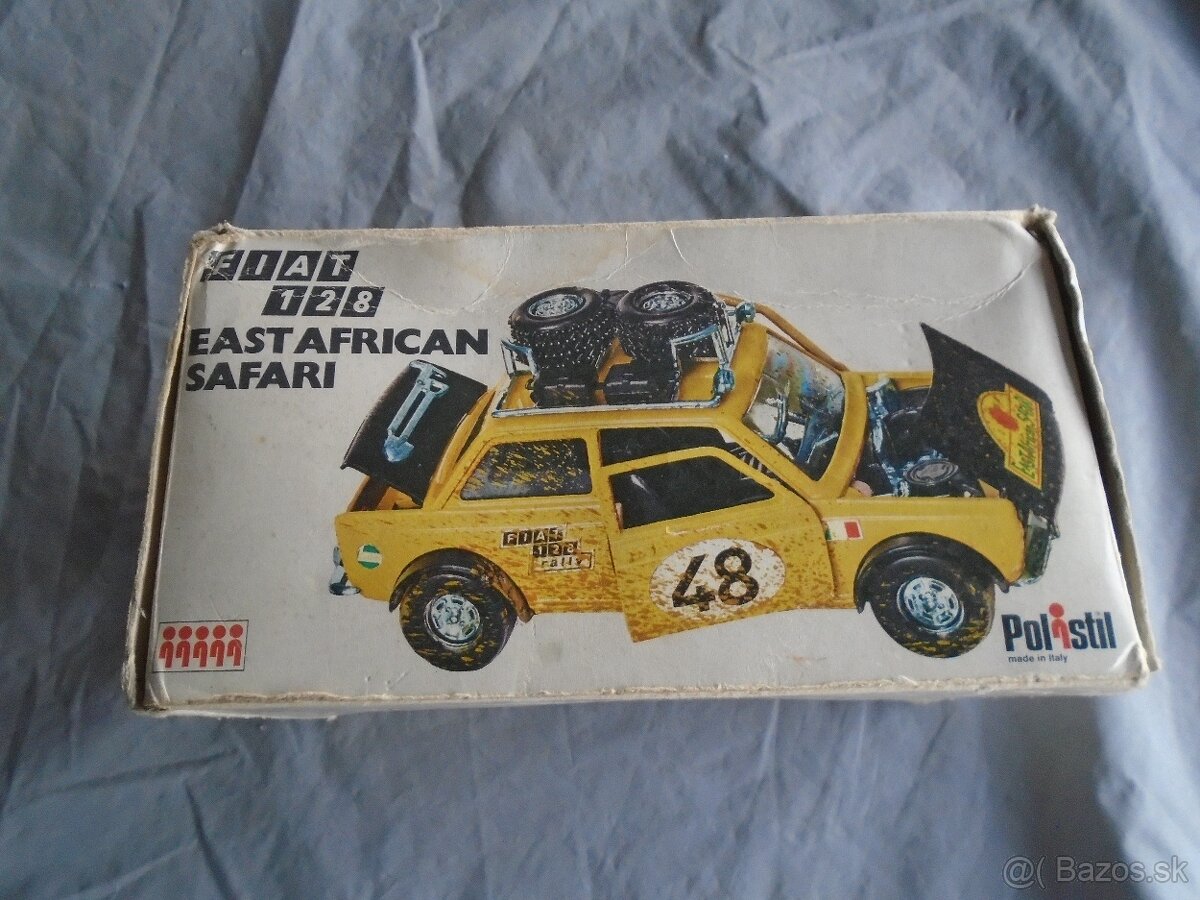 FIAT
128
EAST AFRICAN
SAFARI
FIAT
128
rally
48
Polistil
made in Italy
@( Bazos.sk